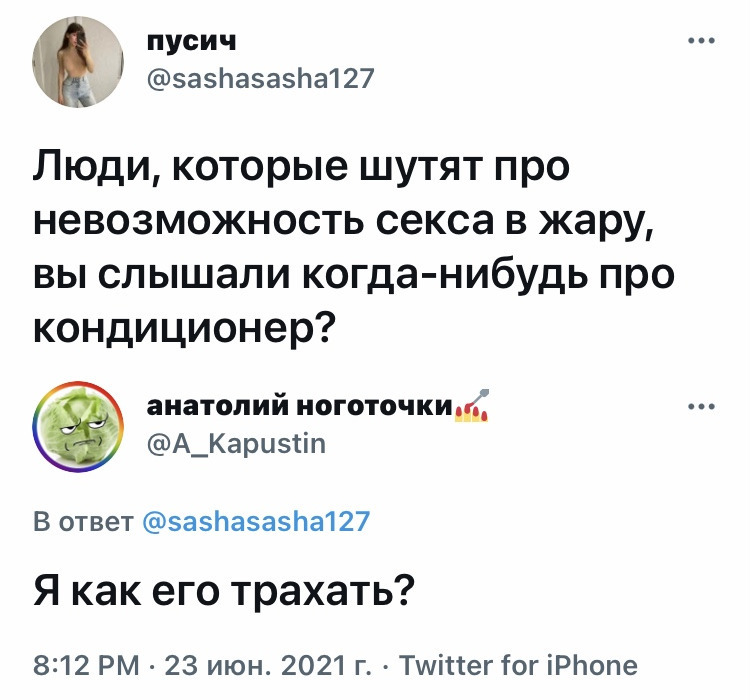 пусич
@sashasasha127
Люди, которые шутят про
невозможность секса в жару,
вы слышали когда-нибудь про
кондиционер?
анатолий ноготочки💅
@A_Kapustin
В ответ @sashasasha127
Я как его трахать?
8:12 PM · 23 июн. 2021 г. · Twitter for iPhone